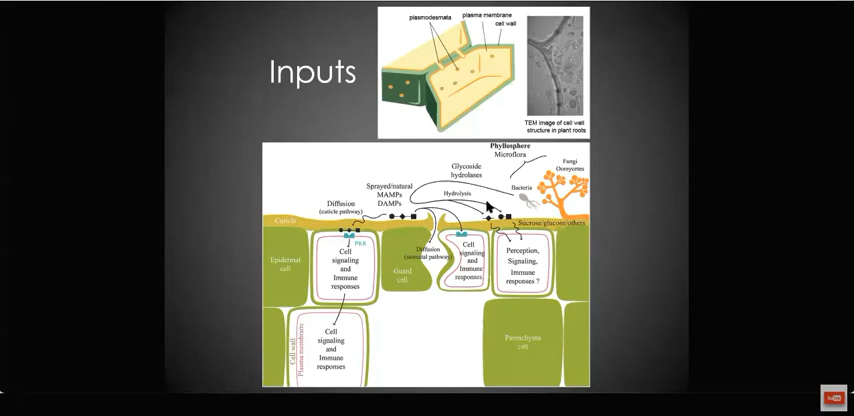 Inputs
plasmodesmata
plasma membrane
cell wall
TEM image of cell wall
structure in plant roots
Phyllosphere
Microflora
Fungi
Oomycetes
Glycoside
hydrolases
Bacteria
Hydrolysis
Sprayed/natural
MAMPs
DAMPs
Diffusion
(cuticle pathway)
Cuticle
Sucrose/glucose/others
PRR
Epidermal
cell
Cell
signaling
and
Immune
responses
Guard
cell
Diffusion
(stomatal pathway)
Cell
signaling
and
Immune
responses
Perception,
Signaling,
Immune
responses ?
Cell wall
Plasma membrane
Cell
signaling
and
Immune
responses
Parenchyma
cell
YouTube